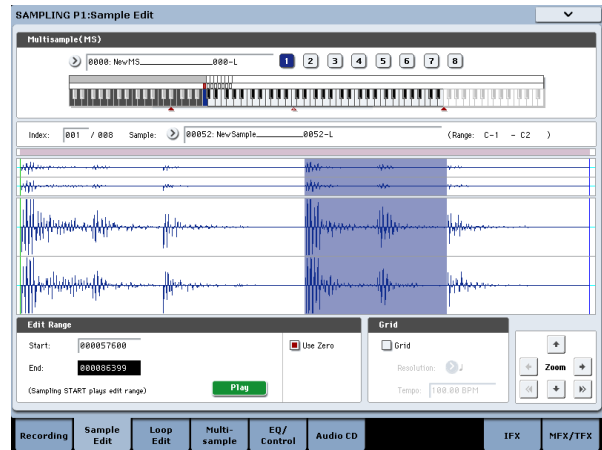 SAMPLING P1:Sample Edit
Multisample(MS)
0000: NewMS______________000-L
1 2 3 4 5 6 7 8
Index: 001 / 008 Sample: 00052: NewSample__________0052-L (Range: C-1 - C2 )
Edit Range
Start: 000057600
Use Zero
End: 000086399
(Sampling START plays edit range)
Play
Grid
Grid
Resolution:
Tempo: 100.00 BPM
Zoom
Recording
Sample Edit
Loop Edit
Multi-sample
EQ/ Control
Audio CD
IFX
MFX/TFX